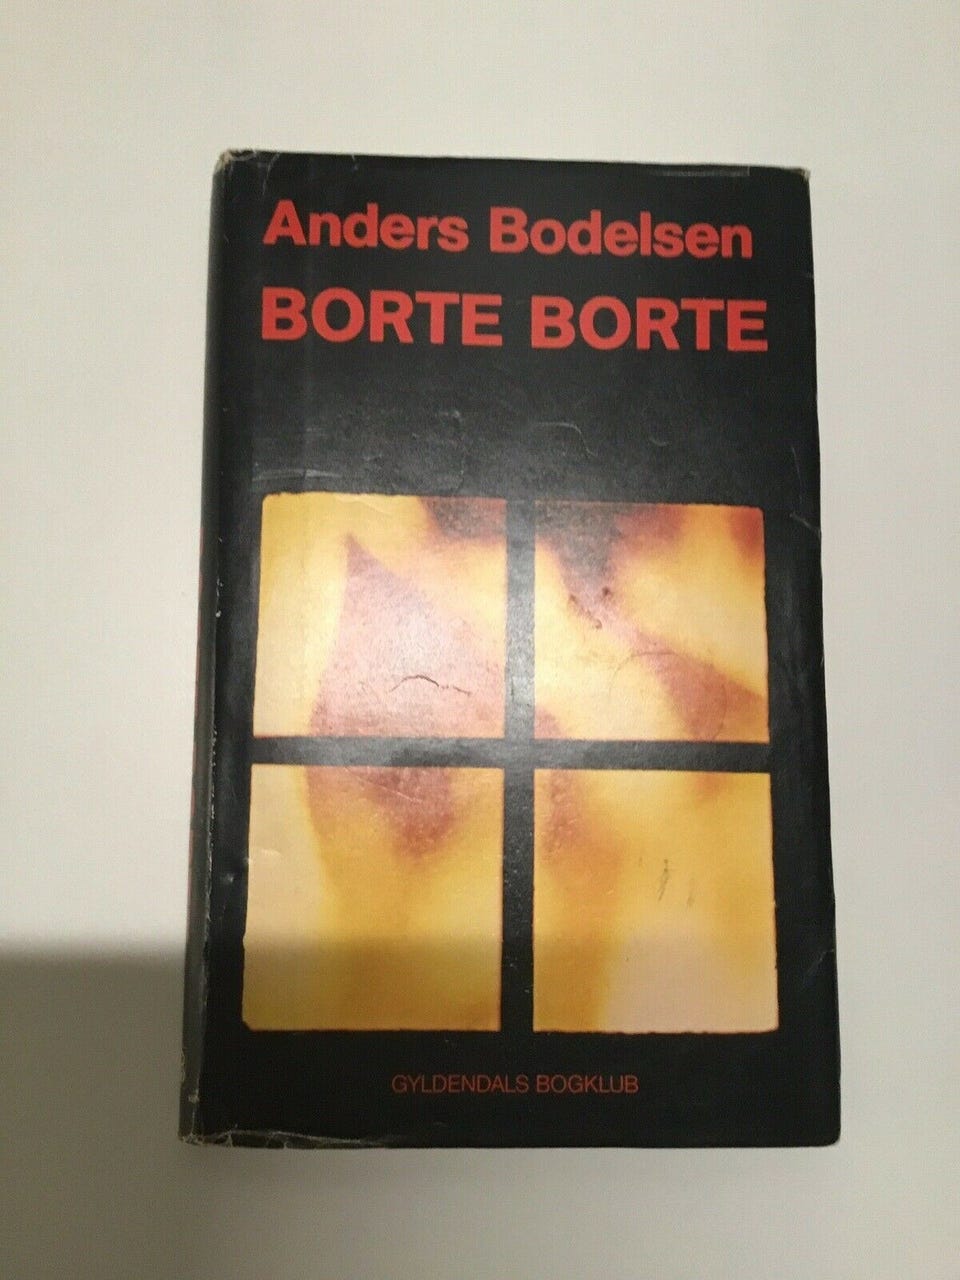 Anders Bodelsen
BORTE BORTE
GYLDENDALS BOGKLUB